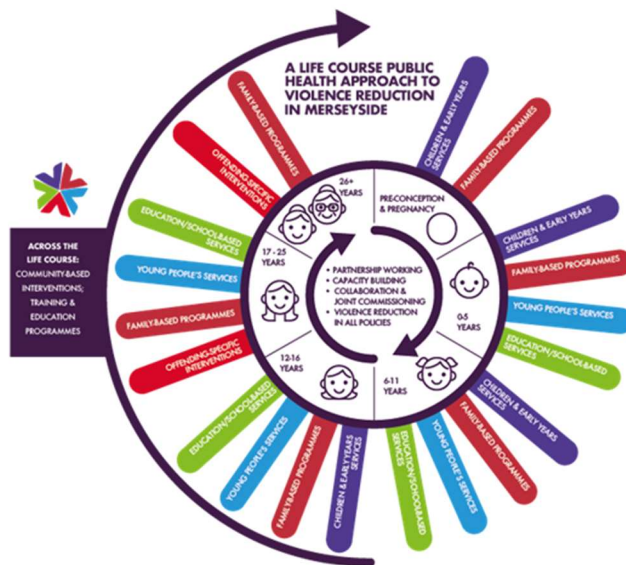 A LIFE COURSE PUBLIC
HEALTH APPROACH TO
VIOLENCE REDUCTION
IN MERSEYSIDE
CHILDREN & EARLY YEARS
SERVICES
FAMILY-BASED PROGRAMMES
CHILDREN & EARLY YEARS
SERVICES
FAMILY-BASED PROGRAMMES
YOUNG PEOPLE'S SERVICES
EDUCATION/SCHOOL-BASED
SERVICES
CHILDREN & EARLY YEARS
SERVICES
FAMILY-BASED PROGRAMMES
YOUNG PEOPLE'S SERVICES
EDUCATION/SCHOOL-BASED
SERVICES
CHILDREN & EARLY YEARS
SERVICES
FAMILY-BASED PROGRAMMES
YOUNG PEOPLE'S SERVICES
EDUCATION/SCHOOL-BASED
SERVICES
OFFENDING-SPECIFIC
INTERVENTIONS
FAMILY-BASED PROGRAMMES
YOUNG PEOPLE'S SERVICES
EDUCATION/SCHOOL-BASED
SERVICES
OFFENDING-SPECIFIC
INTERVENTIONS
FAMILY-BASED PROGRAMMES
PRE-CONCEPTION
& PREGNANCY
0-5
YEARS
6-11
YEARS
12-16
YEARS
17 - 25
YEARS
26+
YEARS
• PARTNERSHIP WORKING
• CAPACITY BUILDING
• COLLABORATION &
JOINT COMMISSIONING
• VIOLENCE REDUCTION
IN ALL POLICIES
ACROSS THE
LIFE COURSE:
COMMUNITY-BASED
INTERVENTIONS;
TRAINING &
EDUCATION
PROGRAMMES